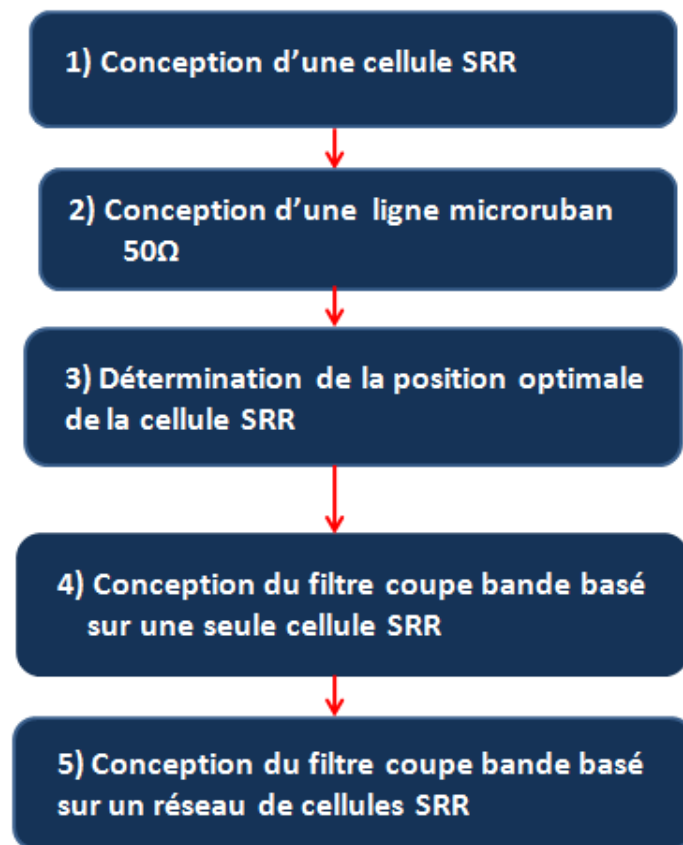 1) Conception d’une cellule SRR
2) Conception d’une ligne microruban
50Ω
3) Détermination de la position optimale
de la cellule SRR
4) Conception du filtre coupe bande basé
sur une seule cellule SRR
5) Conception du filtre coupe bande basé
sur un réseau de cellules SRR